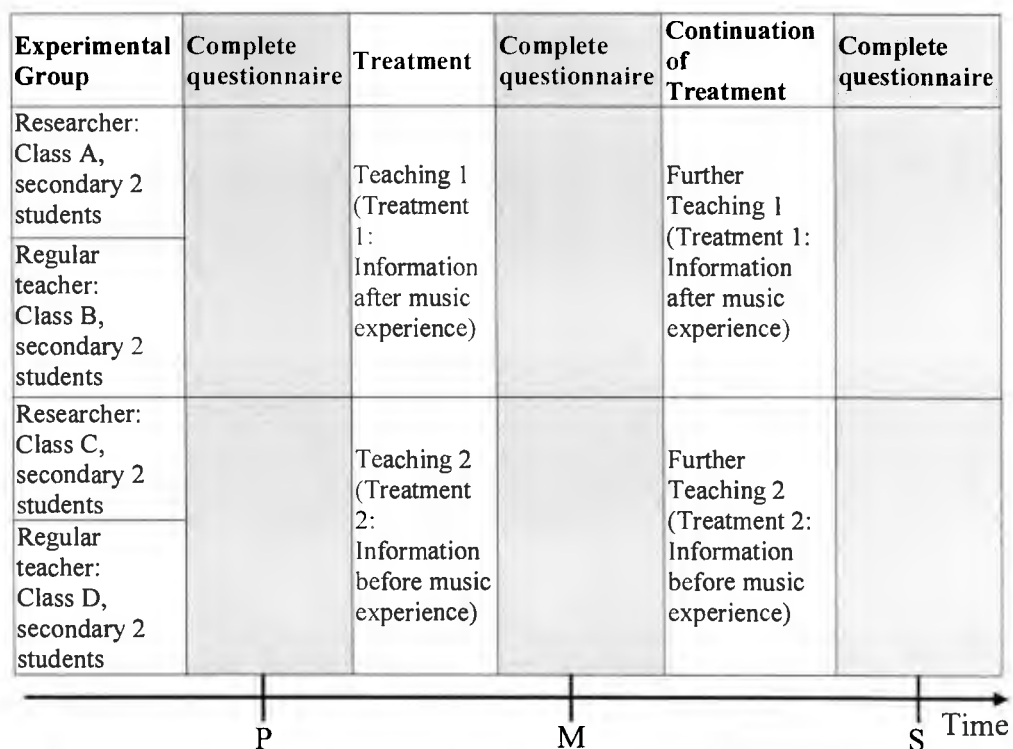 Experimental
Group
Complete
questionnaire
Treatment
Complete
questionnaire
Continuation
of
Treatment
Complete
questionnaire
Researcher:
Class A,
secondary 2
students
Regular
teacher:
Class B,
secondary 2
students
Teaching 1
(Treatment
1:
Information
after music
experience)
Further
Teaching 1
(Treatment 1:
Information
after music
experience)
Researcher:
Class C,
secondary 2
students
Regular
teacher:
Class D,
secondary 2
students
Teaching 2
(Treatment
2:
Information
before music
experience)
Further
Teaching 2
(Treatment 2:
Information
before music
experience)
P
M
S
Time